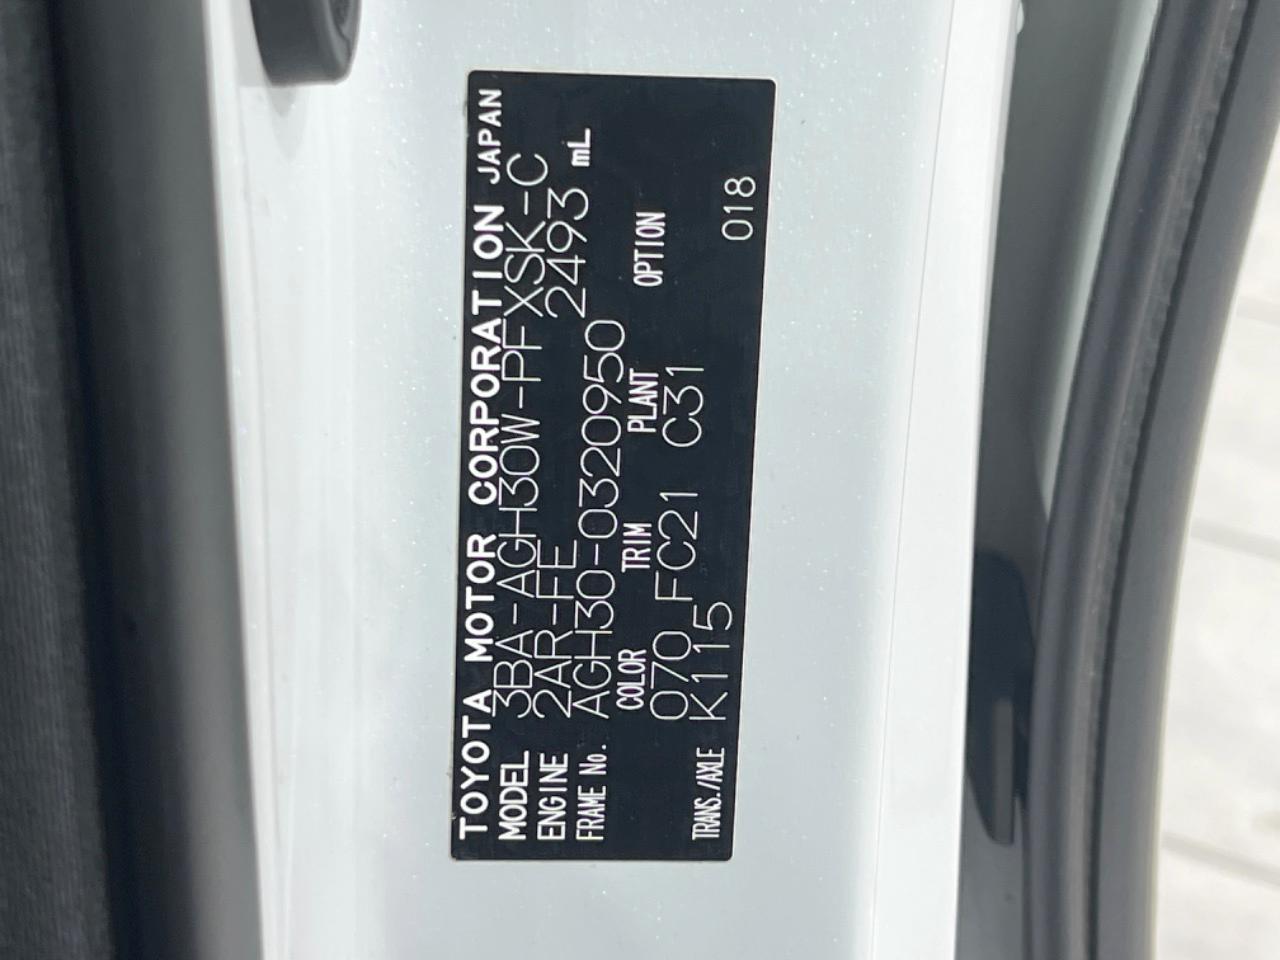 TOYOTA MOTOR CORPORATION JAPAN
MODEL 3BA-AGH30W-PFXSK-C
ENGINE 2AR-FE 2493 mL
FRAME No. AGH30-0320950
COLOR TRIM PLANT OPTION
070 FC21 C31
TRANS./AXLE K115 018